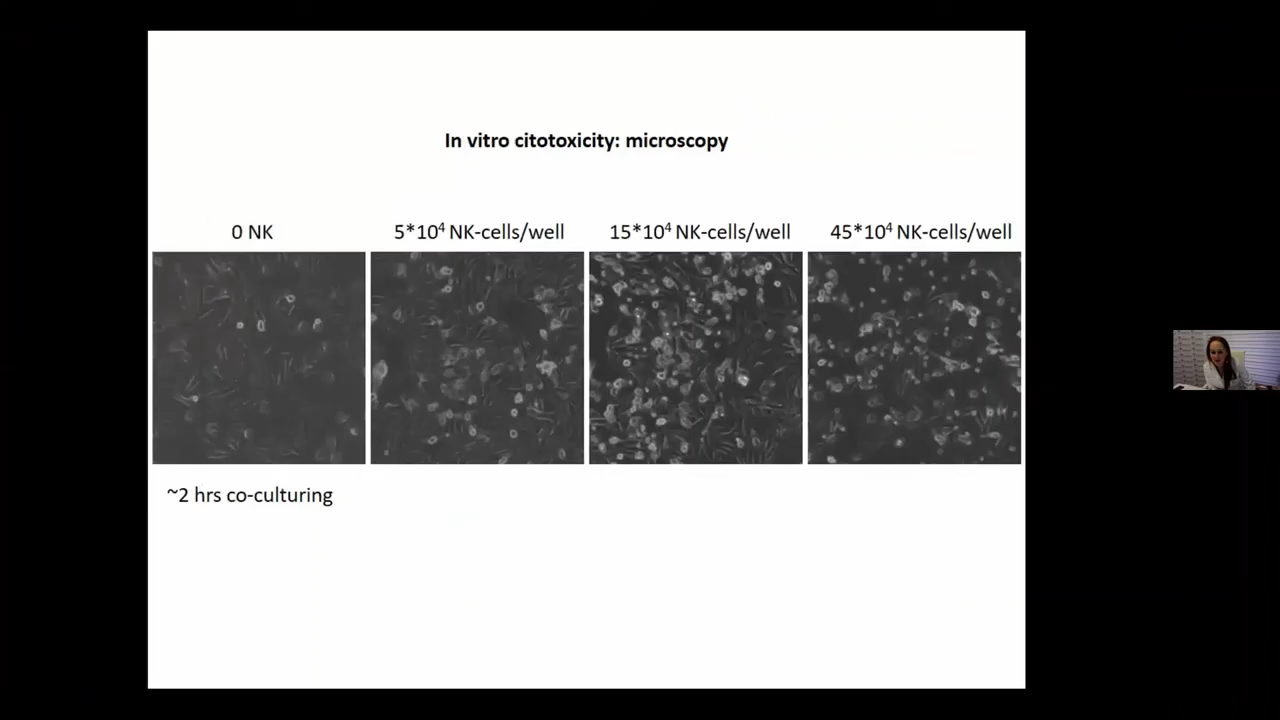 In vitro citotoxicity: microscopy
0 NK
5*10⁴ NK-cells/well
15*10⁴ NK-cells/well
45*10⁴ NK-cells/well
~2 hrs co-culturing